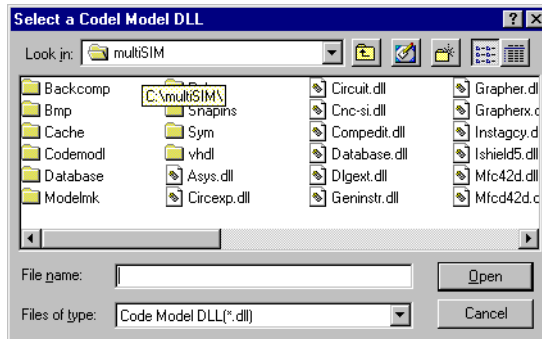 Select a Codel Model DLL
Look in: multiSIM
Backcomp
Bmp
Cache
Codemodl
Database
Modelmk
C:\multiSIM\
Snapins
Sym
vhdl
Asys.dll
Circexp.dll
Circuit.dll
Cnc-si.dll
Compedit.dll
Database.dll
Dlgext.dll
Geninstr.dll
Grapher.dl
Grapherx.c
Instagcy.d
Ishield5.dll
Mfc42d.dll
Mfcd42d.c
File name:
Open
Files of type: Code Model DLL(*.dll)
Cancel